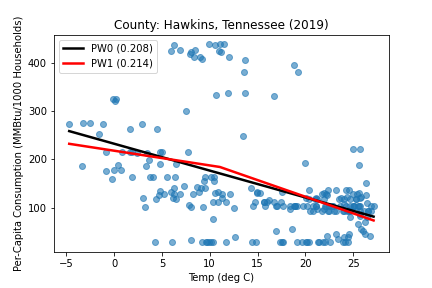 County: Hawkins, Tennessee (2019)
PW0 (0.208)
PW1 (0.214)
Per-Capita Consumption (MMBtu/1000 Households)
400
300
200
100
−5 0 5 10 15 20 25
Temp (deg C)